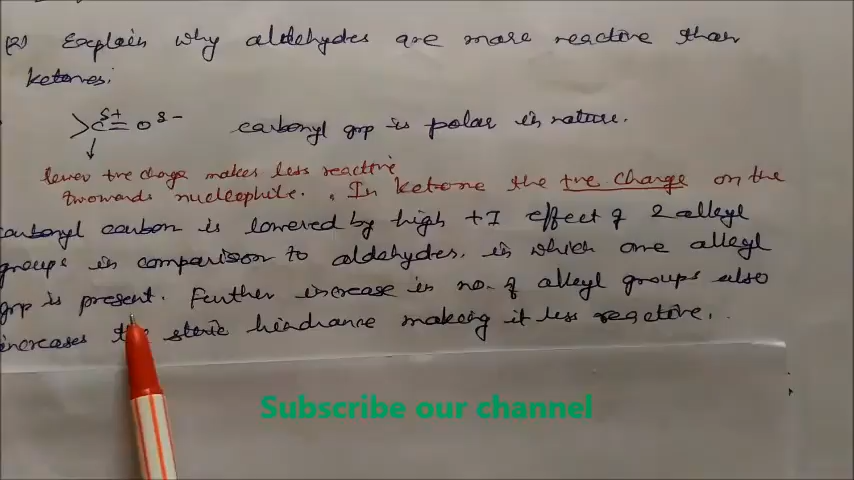 (2) Explain why aldehydes are more reactive than
ketones:
>C^δ+ = O^δ- carbonyl grp is polar in nature.
↓
lower +ve charge makes less reactive
towards nucleophile. In ketone the +ve charge on the
carbonyl carbon is lowered by high +I effect of 2 alkyl
groups in comparison to aldehydes, in which one alkyl
grp is present. Further increase in no. of alkyl groups also
increases the steric hindrance making it less reactive.
Subscribe our channel